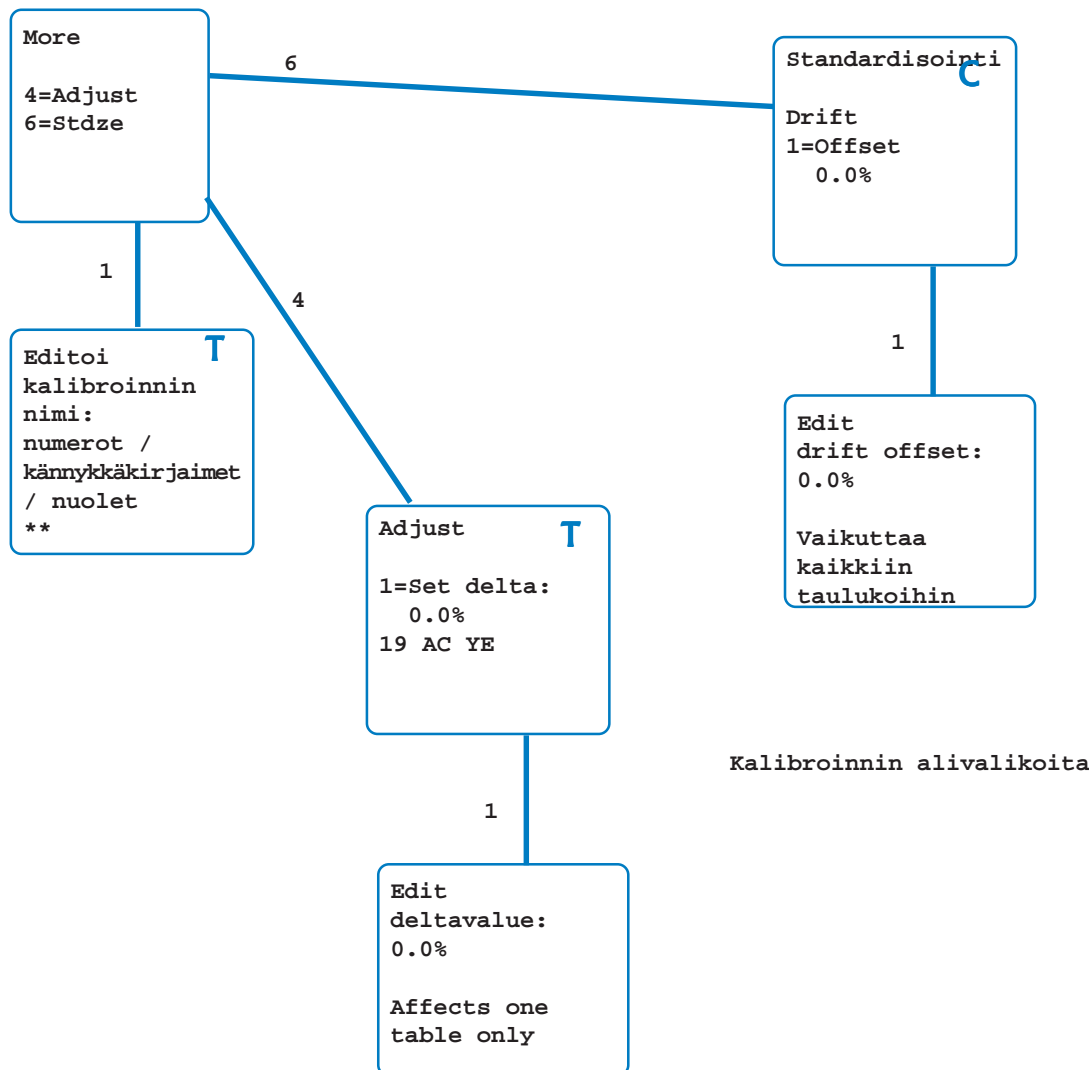 More
4=Adjust
6=Stdze
6
Standardisointi
C
Drift
1=Offset
0.0%
1
4
1
Editoi
T
kalibroinnin
nimi:
numerot /
kännykkäkirjaimet
/ nuolet
**
Edit
drift offset:
0.0%
Vaikuttaa
kaikkiin
taulukoihin
Adjust
T
1=Set delta:
0.0%
19 AC YE
Kalibroinnin alivalikoita
1
Edit
deltavalue:
0.0%
Affects one
table only